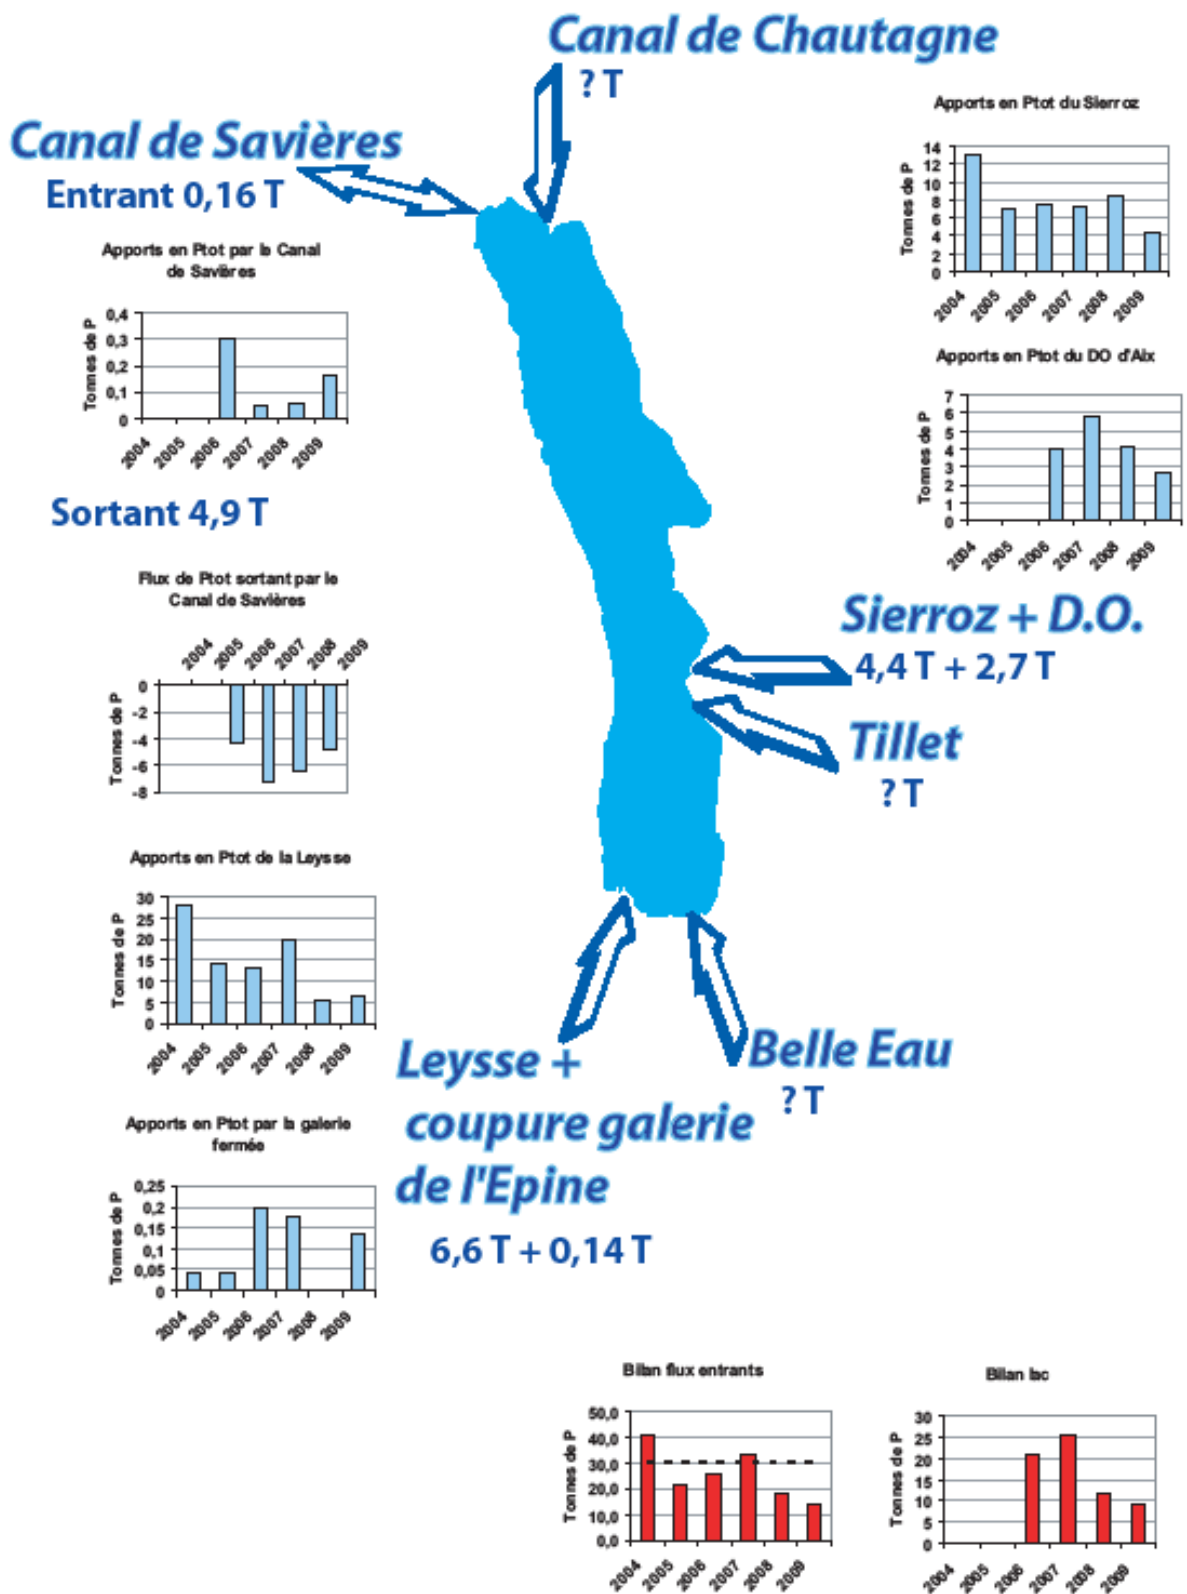 Canal de Chautagne
? T
Canal de Savières
Entrant 0,16 T
Apports en Ptot par le Canal
de Savières
Tonnes de P
0,4
0,3
0,2
0,1
0
2004 2005 2006 2007 2008 2009
Sortant 4,9 T
Flux de Ptot sortant par le
Canal de Savières
2004 2005 2006 2007 2008 2009
Tonnes de P
0
-2
-4
-6
-8
Apports en Ptot de la Leysse
Tonnes de P
30
25
20
15
10
5
0
2004 2005 2006 2007 2008 2009
Apports en Ptot par la galerie
fermée
Tonnes de P
0,25
0,2
0,15
0,1
0,05
0
2004 2005 2006 2007 2008 2009
Apports en Ptot du Sierroz
Tonnes de P
14
12
10
8
6
4
2
0
2004 2005 2006 2007 2008 2009
Apports en Ptot du DO d'Aix
Tonnes de P
7
6
5
4
3
2
1
0
2004 2005 2006 2007 2008 2009
Sierroz + D.O.
4,4 T + 2,7 T
Tillet
? T
Leysse +
coupure galerie
de l'Epine
6,6 T + 0,14 T
Belle Eau
? T
Bilan flux entrants
Tonnes de P
50,0
40,0
30,0
20,0
10,0
0,0
2004 2005 2006 2007 2008 2009
Bilan lac
Tonnes de P
30
25
20
15
10
5
0
2004 2005 2006 2007 2008 2009